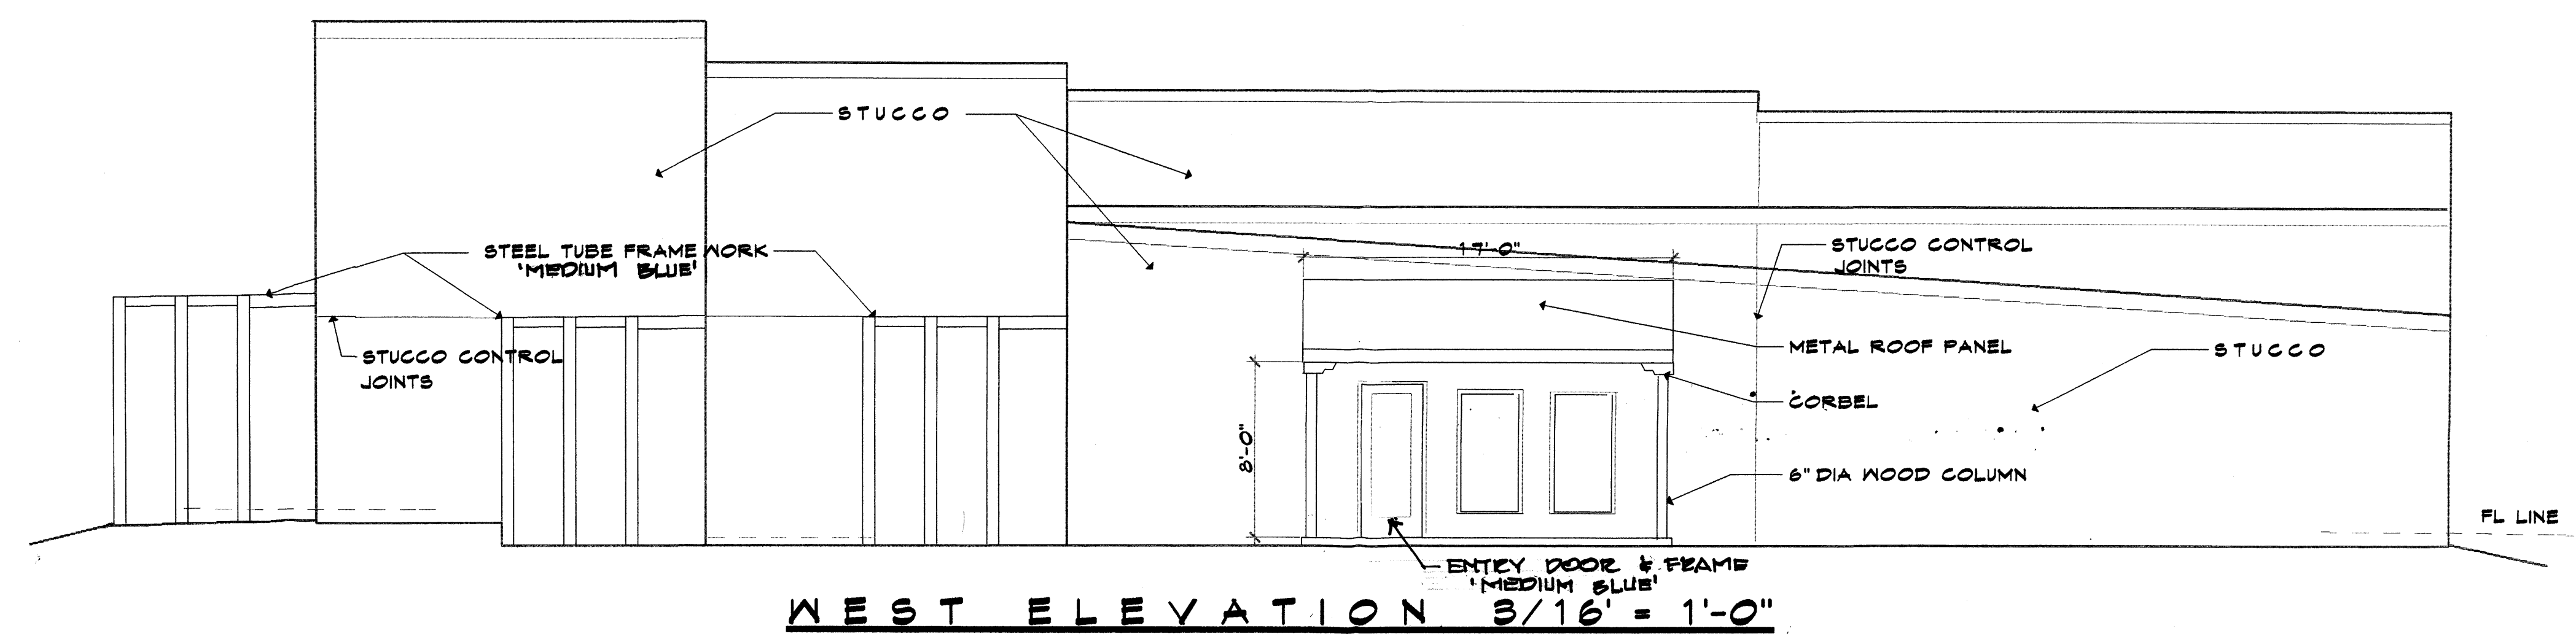 STUCCO
STEEL TUBE FRAME WORK
'MEDIUM BLUE'
17'-0"
STUCCO CONTROL
JOINTS
STUCCO CONTROL
JOINTS
METAL ROOF PANEL
STUCCO
CORBEL
8'-0"
6" DIA WOOD COLUMN
FL LINE
ENTRY DOOR & FRAME
'MEDIUM BLUE'
WEST ELEVATION 3/16' = 1'-0"